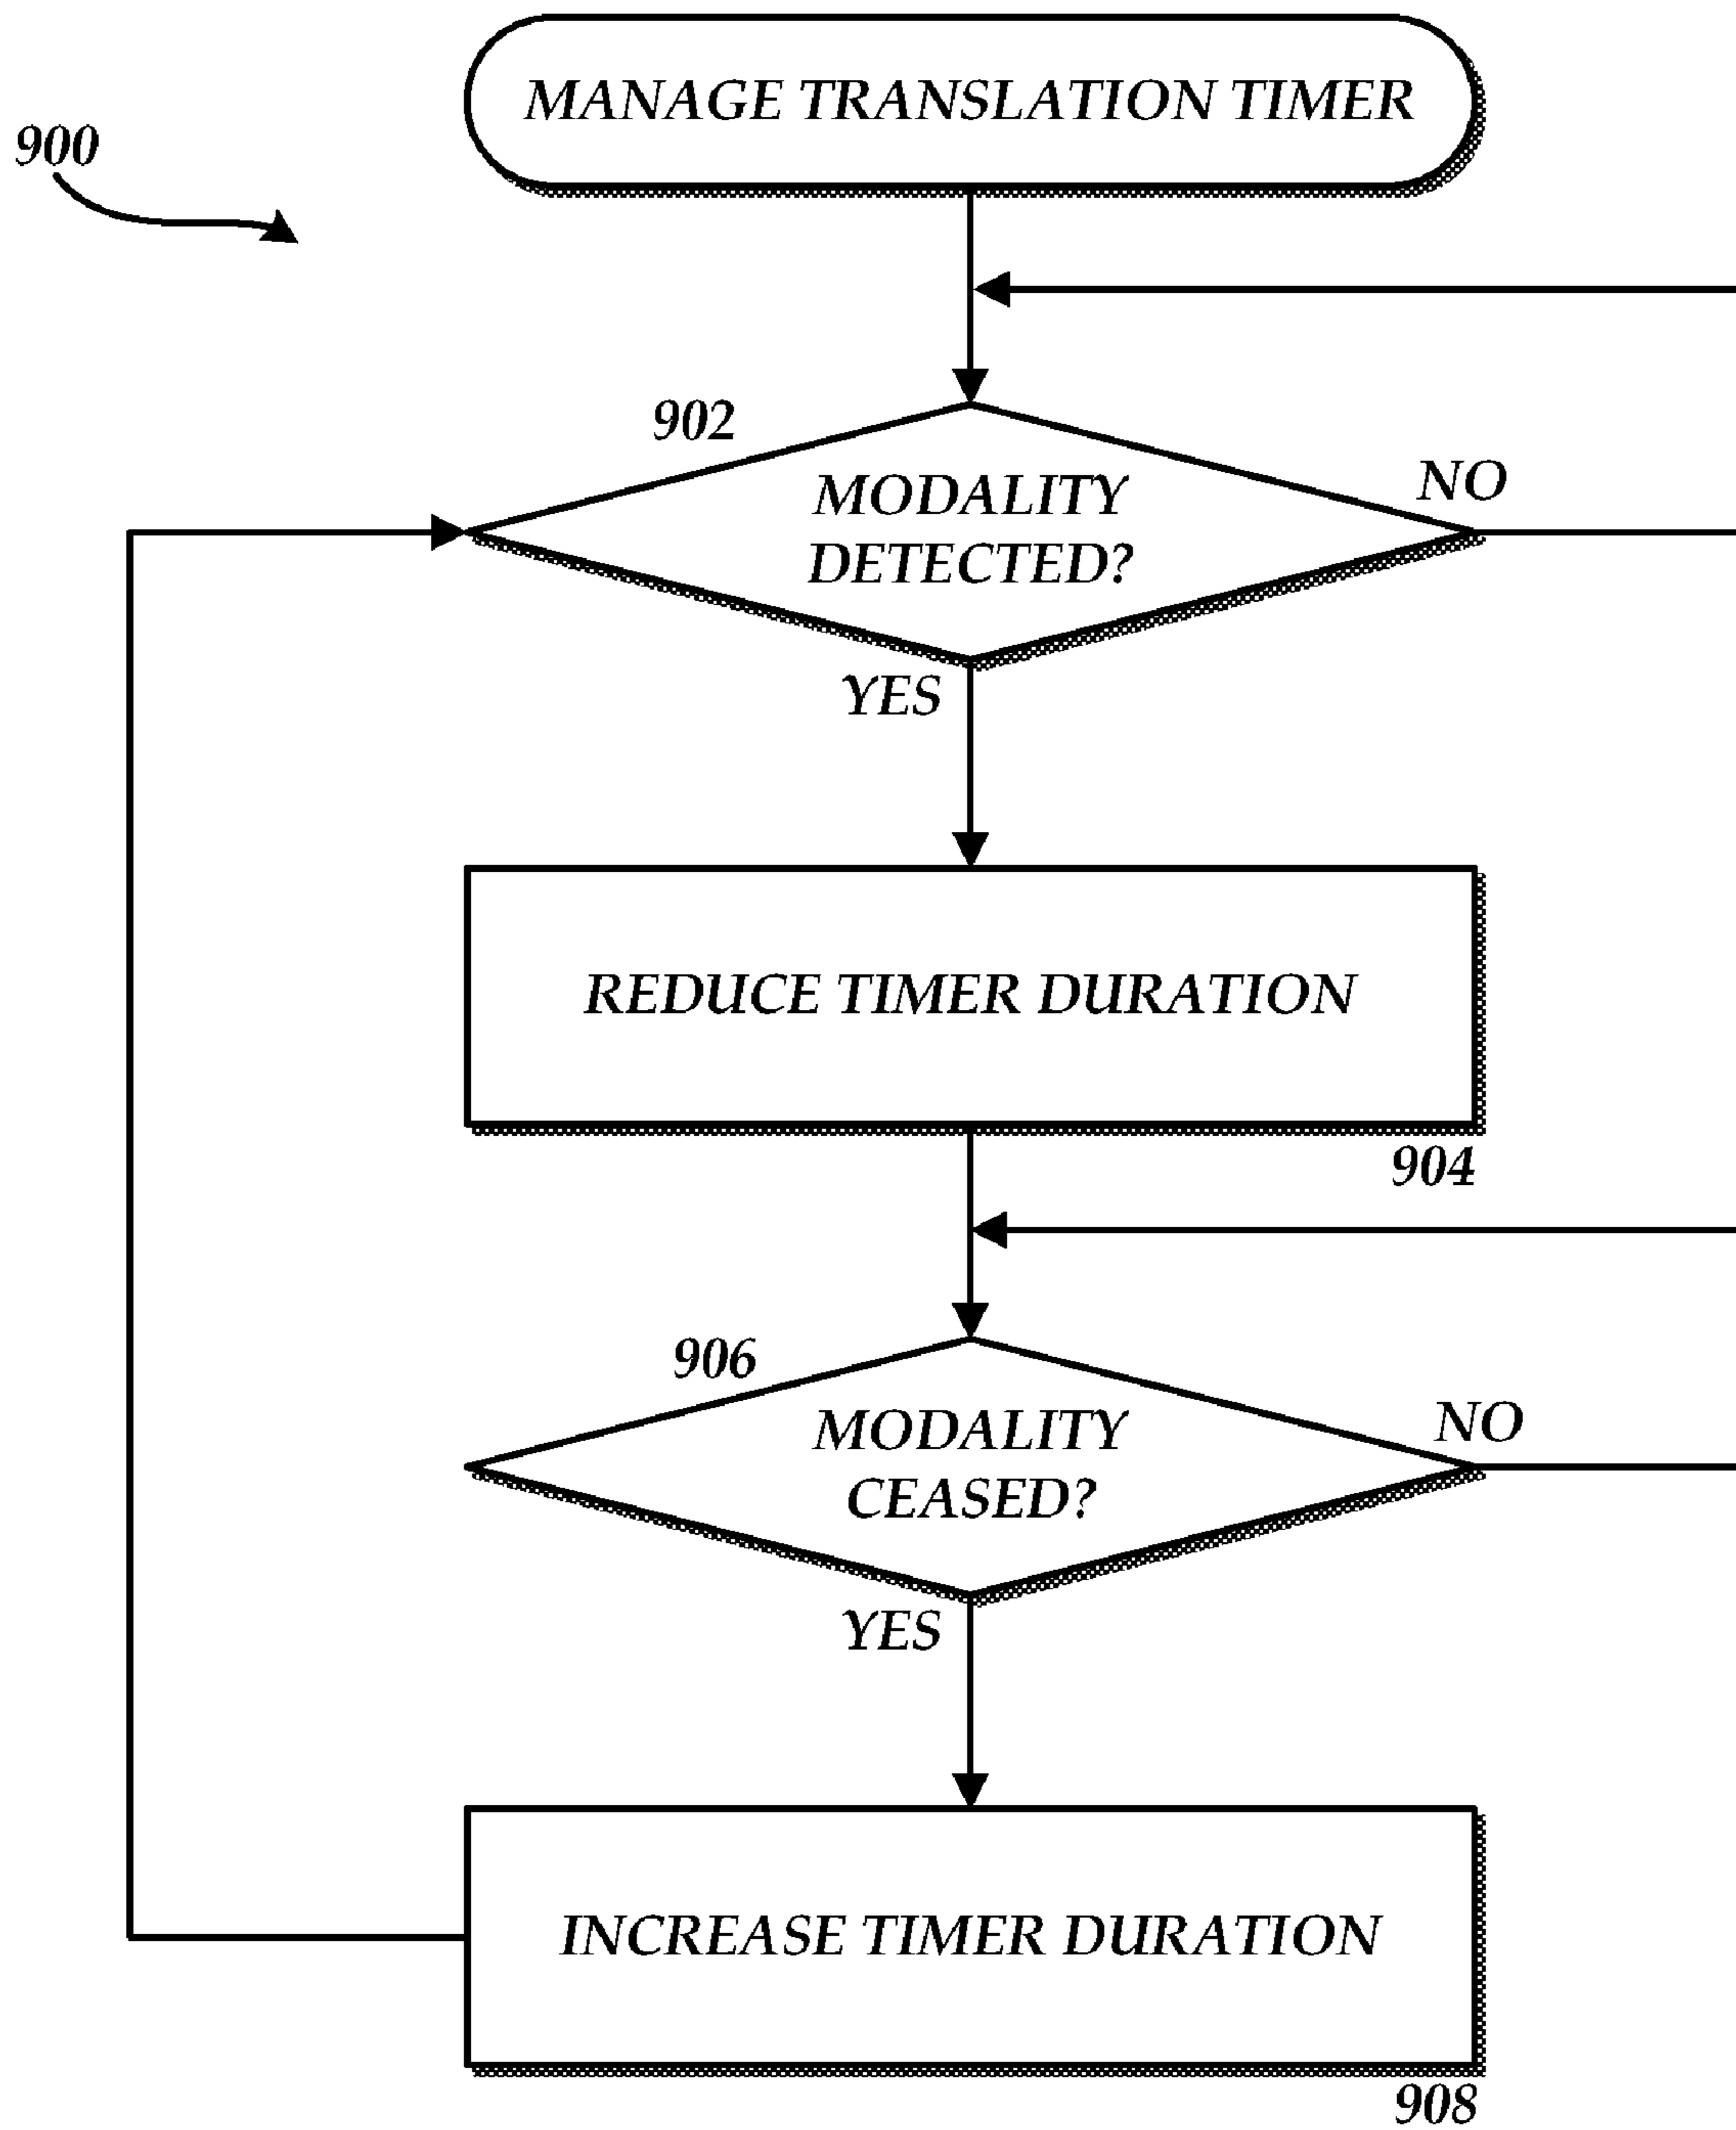 MANAGE TRANSLATION TIMER
900
902
MODALITY
DETECTED?
NO
YES
REDUCE TIMER DURATION
904
906
MODALITY
CEASED?
NO
YES
INCREASE TIMER DURATION
908